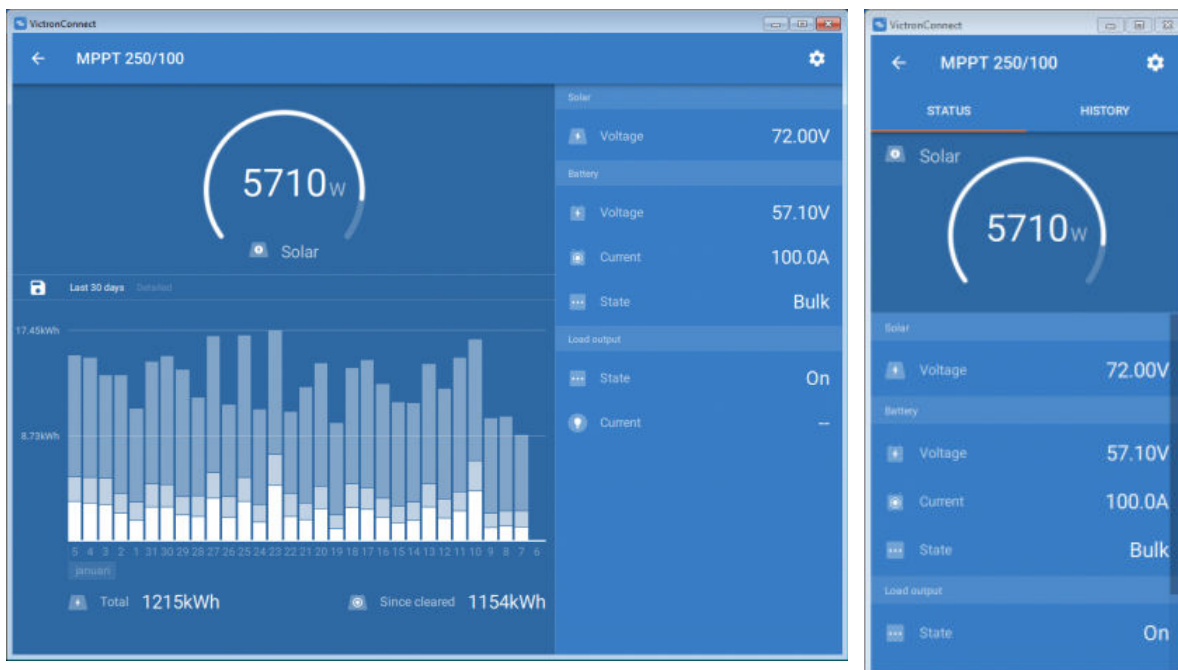 VictronConnect
MPPT 250/100
5710W
Solar
Last 30 days Detailed
17.45kWh
8.73kWh
5 4 3 2 1 31 30 29 28 27 26 25 24 23 22 21 20 19 18 17 16 15 14 13 12 11 10 9 8 7 6
januari
Total 1215kWh Since cleared 1154kWh
Solar
Voltage 72.00V
Battery
Voltage 57.10V
Current 100.0A
State Bulk
Load output
State On
Current --
VictronConnect
MPPT 250/100
STATUS HISTORY
Solar
5710W
Solar
Voltage 72.00V
Battery
Voltage 57.10V
Current 100.0A
State Bulk
Load output
State On